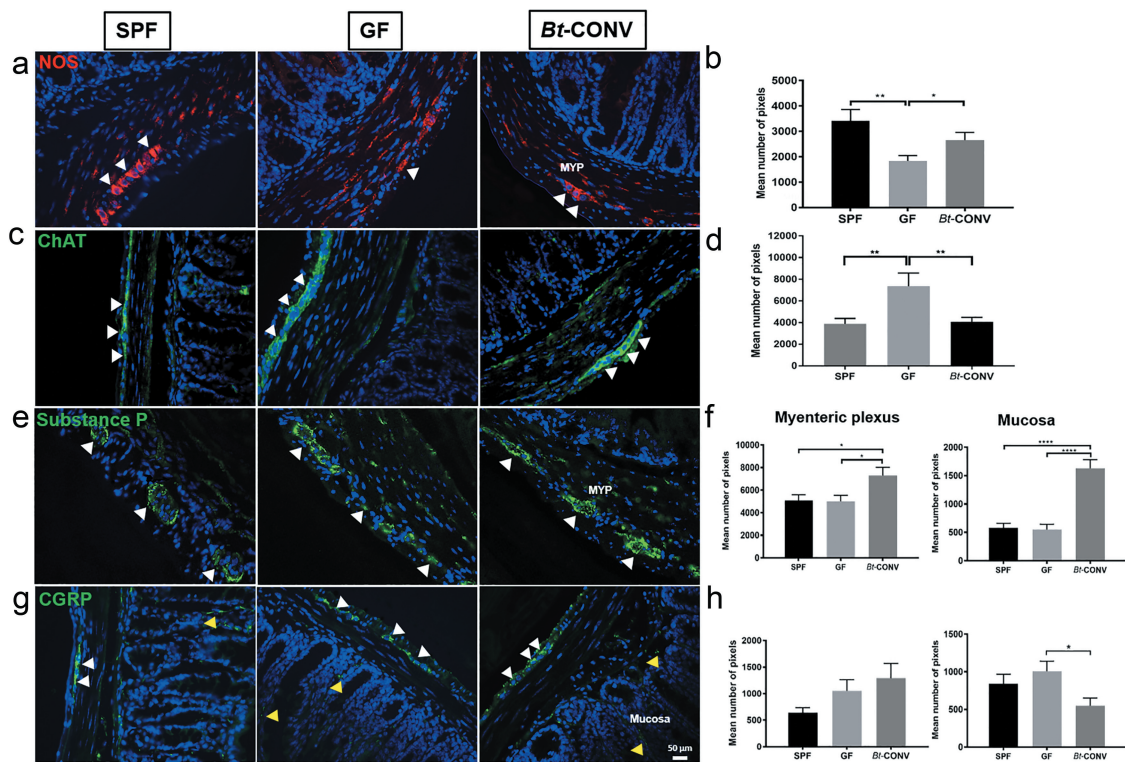 SPF
GF
Bt-CONV
a
NOS
MYP
b
Mean number of pixels
5000
4000
3000
2000
1000
0
**
*
SPF
GF
Bt-CONV
c
ChAT
d
Mean number of pixels
12000
10000
8000
6000
4000
2000
0
**
**
SPF
GF
Bt-CONV
e
Substance P
MYP
f
Myenteric plexus
Mean number of pixels
10000
8000
6000
4000
2000
0
*
*
SPF
GF
Bt-CONV
Mucosa
Mean number of pixels
2000
1500
1000
500
0
****
****
SPF
GF
Bt-CONV
g
CGRP
Mucosa
50 µm
h
Mean number of pixels
2000
1500
1000
500
0
SPF
GF
Bt-CONV
Mean number of pixels
1500
1000
500
0
*
SPF
GF
Bt-CONV